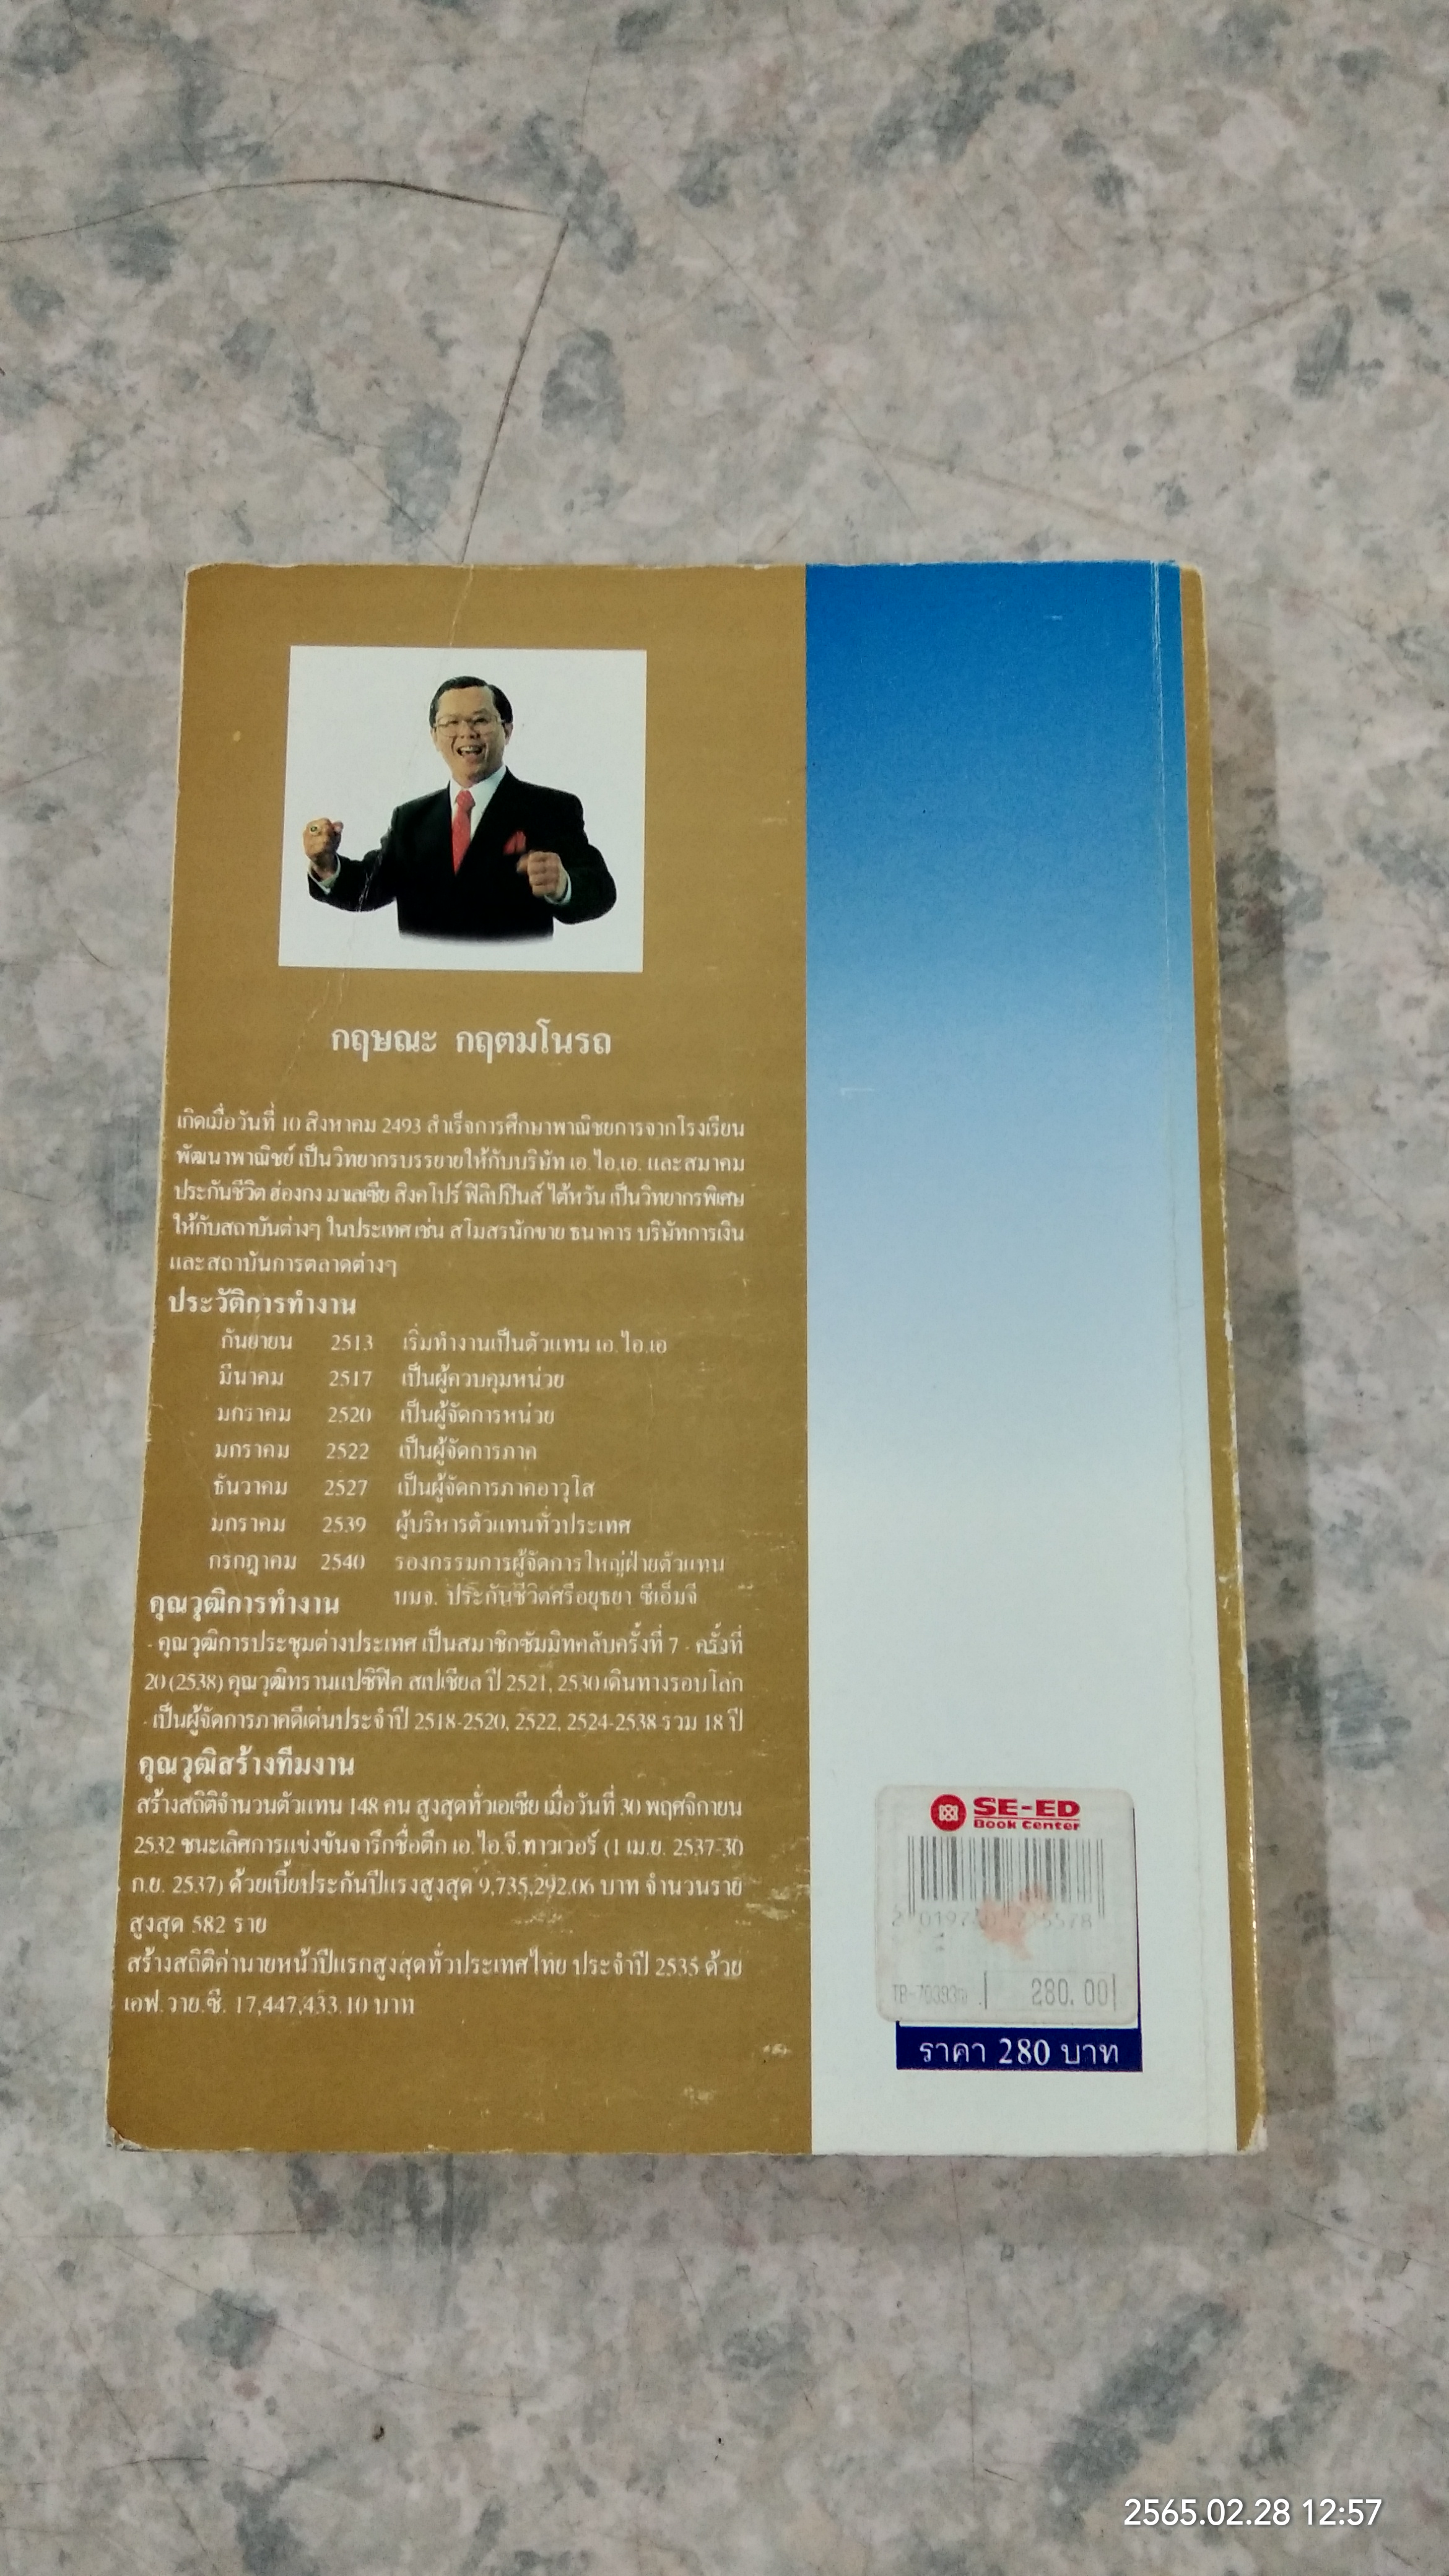 กฤษณะ กฤตมโนรถ
เกิดเมื่อวันที่ 10 สิงหาคม 2493 สำเร็จการศึกษาพาณิชยการจากโรงเรียน
พัฒนาพาณิชย์ เป็นวิทยากรบรรยายให้กับบริษัท เอ.ไอ.เอ. และสมาคม
ประกันชีวิต ฮ่องกง มาเลเซีย สิงคโปร์ ฟิลิปปินส์ ไต้หวัน เป็นวิทยากรพิเศษ
ให้กับสถาบันต่างๆ ในประเทศ เช่น สโมสรนักขาย ธนาคาร บริษัทการเงิน
และสถาบันการตลาดต่างๆ
ประวัติการทำงาน
กันยายน 2513 เริ่มทำงานเป็นตัวแทน เอ.ไอ.เอ
มีนาคม 2517 เป็นผู้ควบคุมหน่วย
มกราคม 2520 เป็นผู้จัดการหน่วย
มกราคม 2522 เป็นผู้จัดการภาค
ธันวาคม 2527 เป็นผู้จัดการภาคอาวุโส
มกราคม 2539 ผู้บริหารตัวแทนทั่วประเทศ
กรกฎาคม 2540 รองกรรมการผู้จัดการใหญ่ฝ่ายตัวแทน
บมจ. ประกันชีวิตศรีอยุธยา ซีเอ็มจี
คุณวุฒิการทำงาน
- คุณวุฒิการประชุมต่างประเทศ เป็นสมาชิกซัมมิทคลับครั้งที่ 7 - ครั้งที่
20 (2538) คุณวุฒิทรานแปซิฟิค สเปเชียล ปี 2521, 2530 เดินทางรอบโลก
- เป็นผู้จัดการภาคดีเด่นประจำปี 2518-2520, 2522, 2524-2538 รวม 18 ปี
คุณวุฒิสร้างทีมงาน
สร้างสถิติจำนวนตัวแทน 148 คน สูงสุดทั่วเอเซีย เมื่อวันที่ 30 พฤศจิกายน
2532 ชนะเลิศการแข่งขันจารึกชื่อตึก เอ.ไอ.จี.ทาวเวอร์ (1 เม.ย. 2537-30
ก.ย. 2537) ด้วยเบี้ยประกันปีแรงสูงสุด 9,735,292.06 บาท จำนวนราย
สูงสุด 582 ราย
สร้างสถิติค่านายหน้าปีแรกสูงสุดทั่วประเทศไทย ประจำปี 2535 ด้วย
เอฟ.วาย.ซี. 17,447,433.10 บาท
SE-ED
Book Center
280.00
ราคา 280 บาท
2565.02.28 12:57